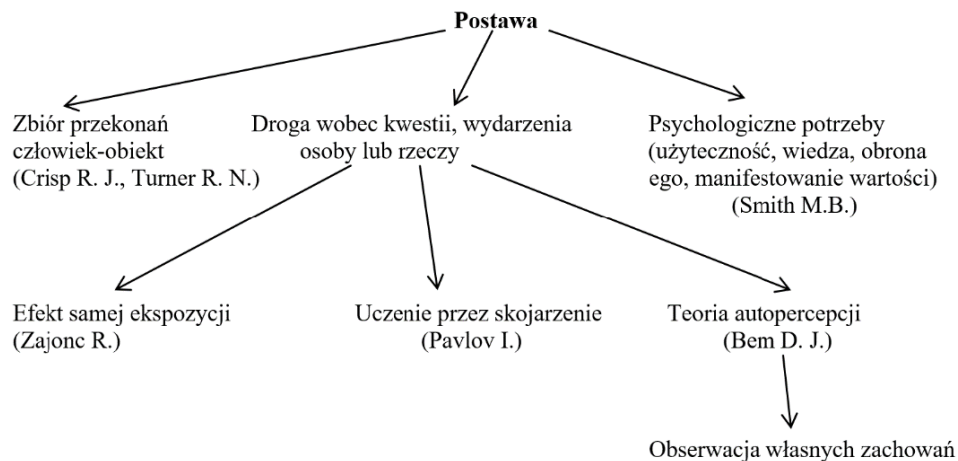 Postawa
Zbiór przekonań
człowiek-obiekt
(Crisp R. J., Turner R. N.)
Droga wobec kwestii, wydarzenia
osoby lub rzeczy
Psychologiczne potrzeby
(użyteczność, wiedza, obrona
ego, manifestowanie wartości)
(Smith M.B.)
Efekt samej ekspozycji
(Zajonc R.)
Uczenie przez skojarzenie
(Pavlov I.)
Teoria autopercepcji
(Bem D. J.)
Obserwacja własnych zachowań